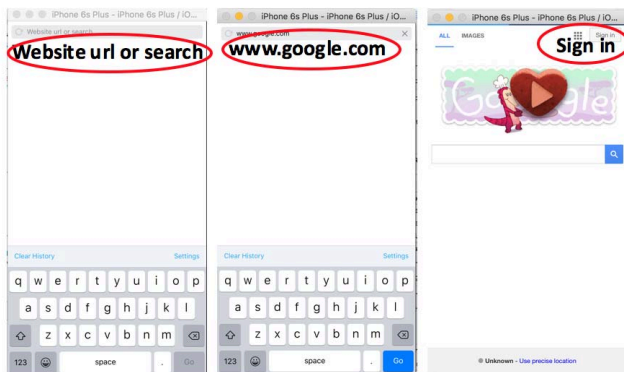 iPhone 6s Plus - iPhone 6s Plus / iO...
Website url or search
Website url or search
Clear History
Settings
q w e r t y u i o p
a s d f g h j k l
z x c v b n m
123
space
.
Go
iPhone 6s Plus - iPhone 6s Plus / iO...
www.google.com
www.google.com
Clear History
Settings
q w e r t y u i o p
a s d f g h j k l
z x c v b n m
123
space
.
Go
iPhone 6s Plus - iPhone 6s Plus / iO...
ALL IMAGES
Sign in
Sign in
Google
Unknown - Use precise location